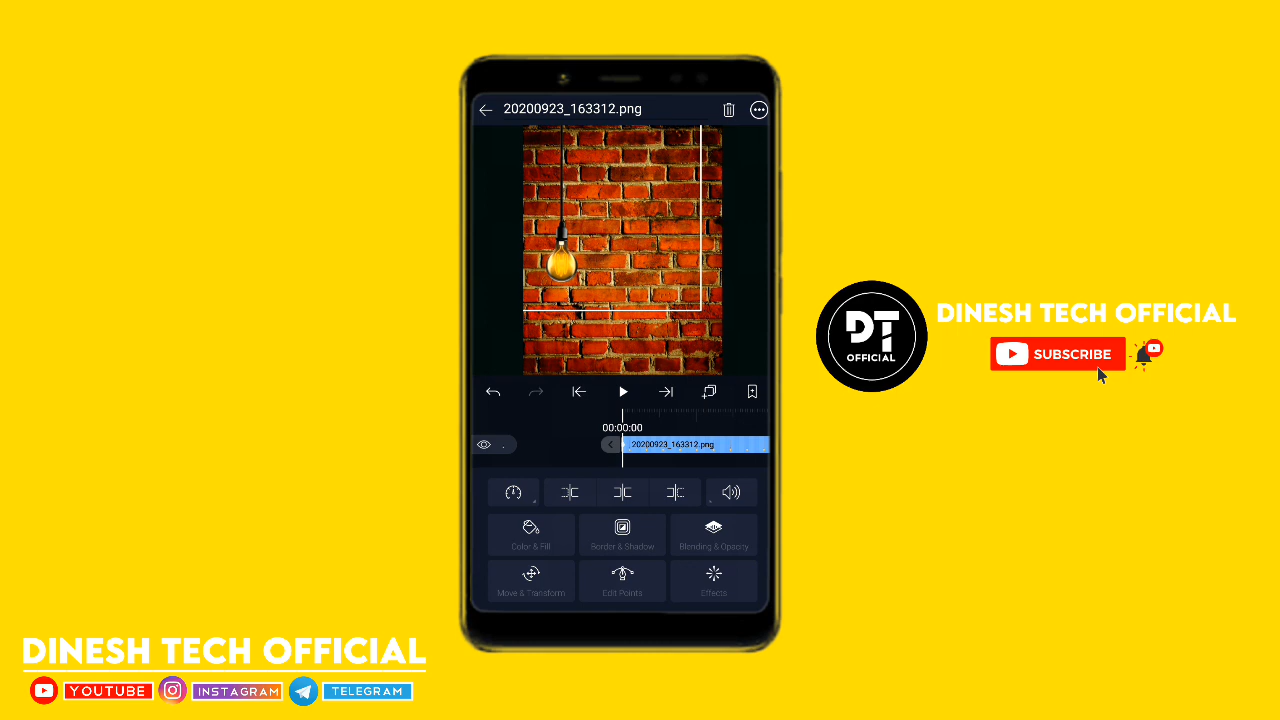 20200923_163312.png
00:00:00
20200923_163312.png
Color & Fill
Border & Shadow
Blending & Opacity
Move & Transform
Edit Points
Effects
DT
OFFICIAL
DINESH TECH OFFICIAL
SUBSCRIBE
DINESH TECH OFFICIAL
YOUTUBE
INSTAGRAM
TELEGRAM